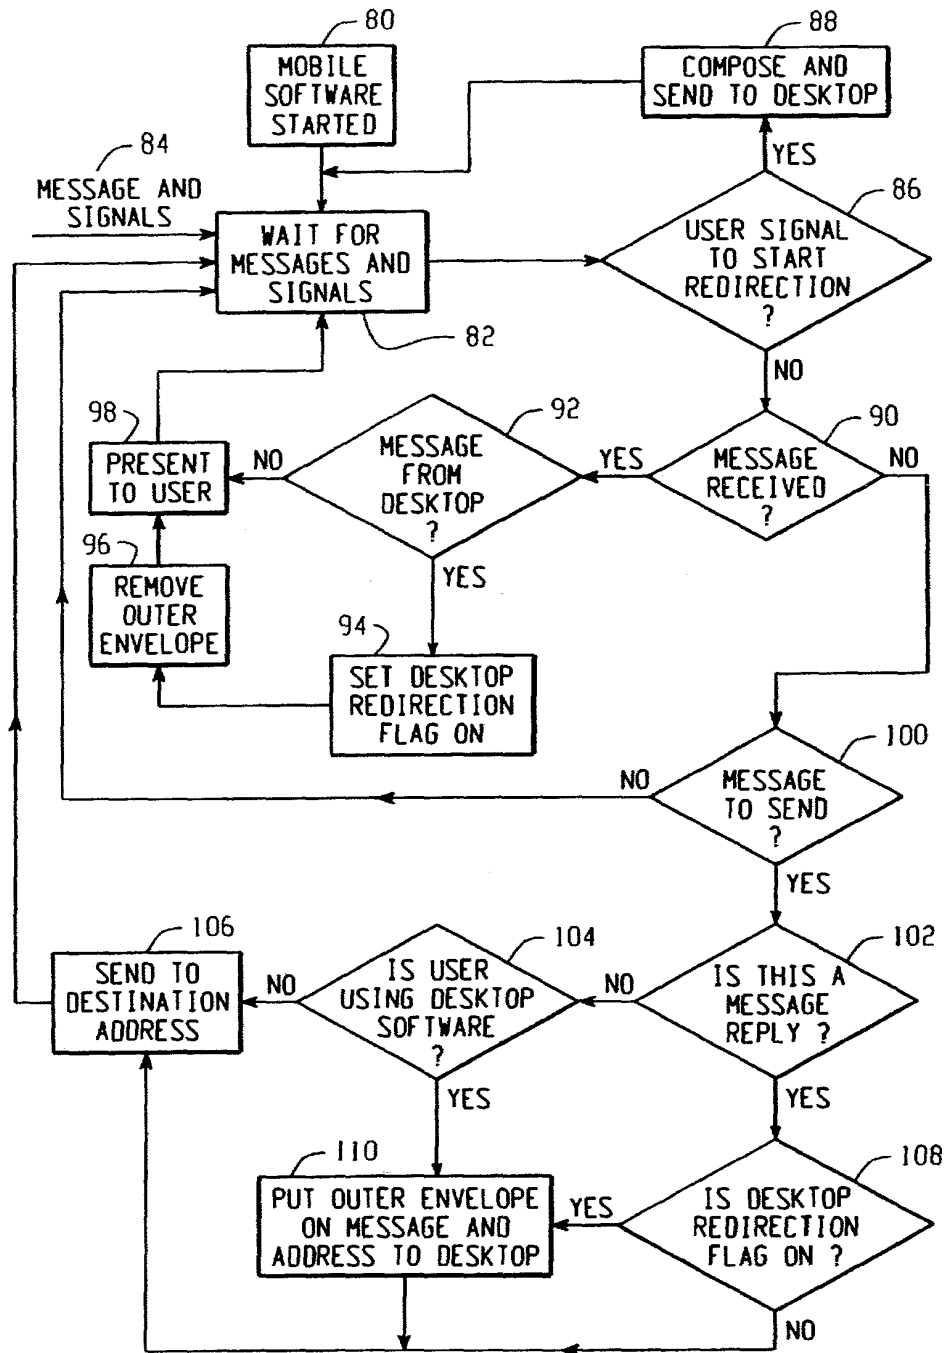 80
MOBILE
SOFTWARE
STARTED
88
COMPOSE AND
SEND TO DESKTOP
YES
84
MESSAGE AND
SIGNALS
WAIT FOR
MESSAGES AND
SIGNALS
82
86
USER SIGNAL
TO START
REDIRECTION
?
NO
98
PRESENT
TO USER
NO
92
MESSAGE
FROM
DESKTOP
?
YES
YES
90
MESSAGE
RECEIVED
?
NO
96
REMOVE
OUTER
ENVELOPE
94
SET DESKTOP
REDIRECTION
FLAG ON
100
NO
MESSAGE
TO SEND
?
YES
106
SEND TO
DESTINATION
ADDRESS
NO
104
IS USER
USING DESKTOP
SOFTWARE
?
YES
NO
102
IS THIS A
MESSAGE
REPLY ?
YES
110
PUT OUTER ENVELOPE
ON MESSAGE AND
ADDRESS TO DESKTOP
YES
108
IS DESKTOP
REDIRECTION
FLAG ON ?
NO